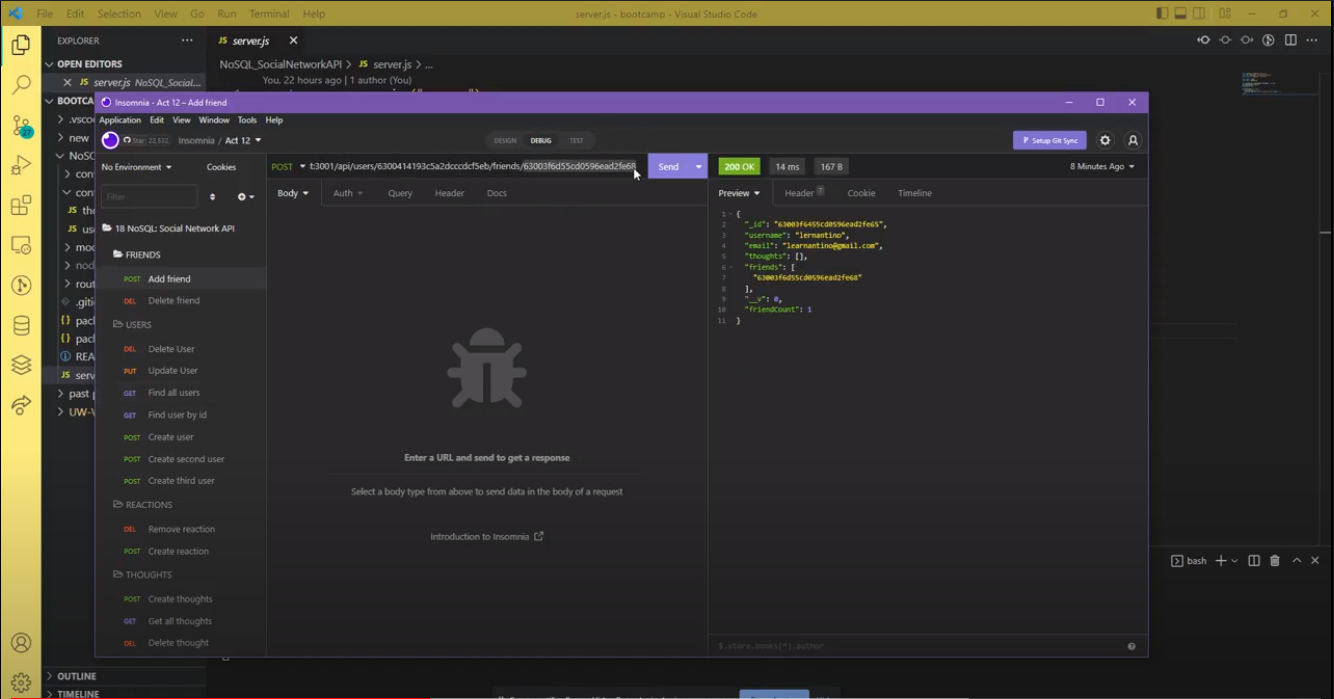 File Edit Selection View Go Run Terminal Help
server.js - bootcamp - Visual Studio Code
EXPLORER
JS server.js
OPEN EDITORS
JS server.js NoSQL_Social...
NoSQL_SocialNetworkAPI > JS server.js > ...
You, 22 hours ago | 1 author (You)
BOOTCA
.vsco
new
NoSC
con
con
JS tho
JS use
mod
nod
rout
.giti
{} pack
{} pack
REA
JS serv
past p
UW-V
OUTLINE
TIMELINE
27
Insomnia - Act 12 – Add friend
Application Edit View Window Tools Help
Star 22,532 Insomnia / Act 12
DESIGN DEBUG TEST
Setup Git Sync
No Environment
Cookies
POST t:3001/api/users/6300414193c5a2dcccdcf5eb/friends/63003f6d55cd0596ead2fe68
Send
200 OK 14 ms 167 B
8 Minutes Ago
Filter
Body Auth Query Header Docs
Preview Header 7 Cookie Timeline
18 NoSQL: Social Network API
FRIENDS
POST Add friend
DEL Delete friend
USERS
DEL Delete User
PUT Update User
GET Find all users
GET Find user by id
POST Create user
POST Create second user
POST Create third user
REACTIONS
DEL Remove reaction
POST Create reaction
THOUGHTS
POST Create thoughts
GET Get all thoughts
DEL Delete thought
Enter a URL and send to get a response
Select a body type from above to send data in the body of a request
Introduction to Insomnia
1 {
2 "_id": "63003f6455cd0596ead2fe65",
3 "username": "lernantino",
4 "email": "learnantino@gmail.com",
5 "thoughts": [],
6 "friends": [
7 "63003f6d55cd0596ead2fe68"
8 ],
9 "__v": 0,
10 "friendCount": 1
11 }
$.store.books[*].author
bash